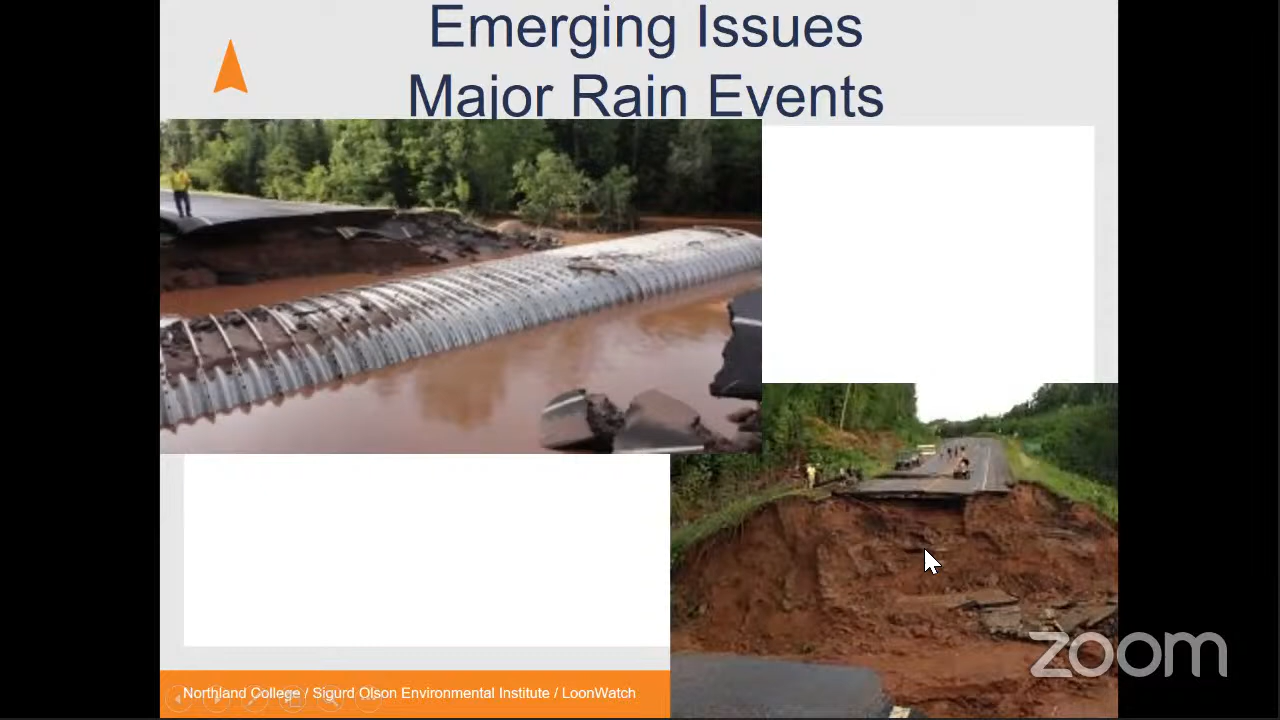 Emerging Issues
Major Rain Events
Northland College / Sigurd Olson Environmental Institute / LoonWatch
zoom